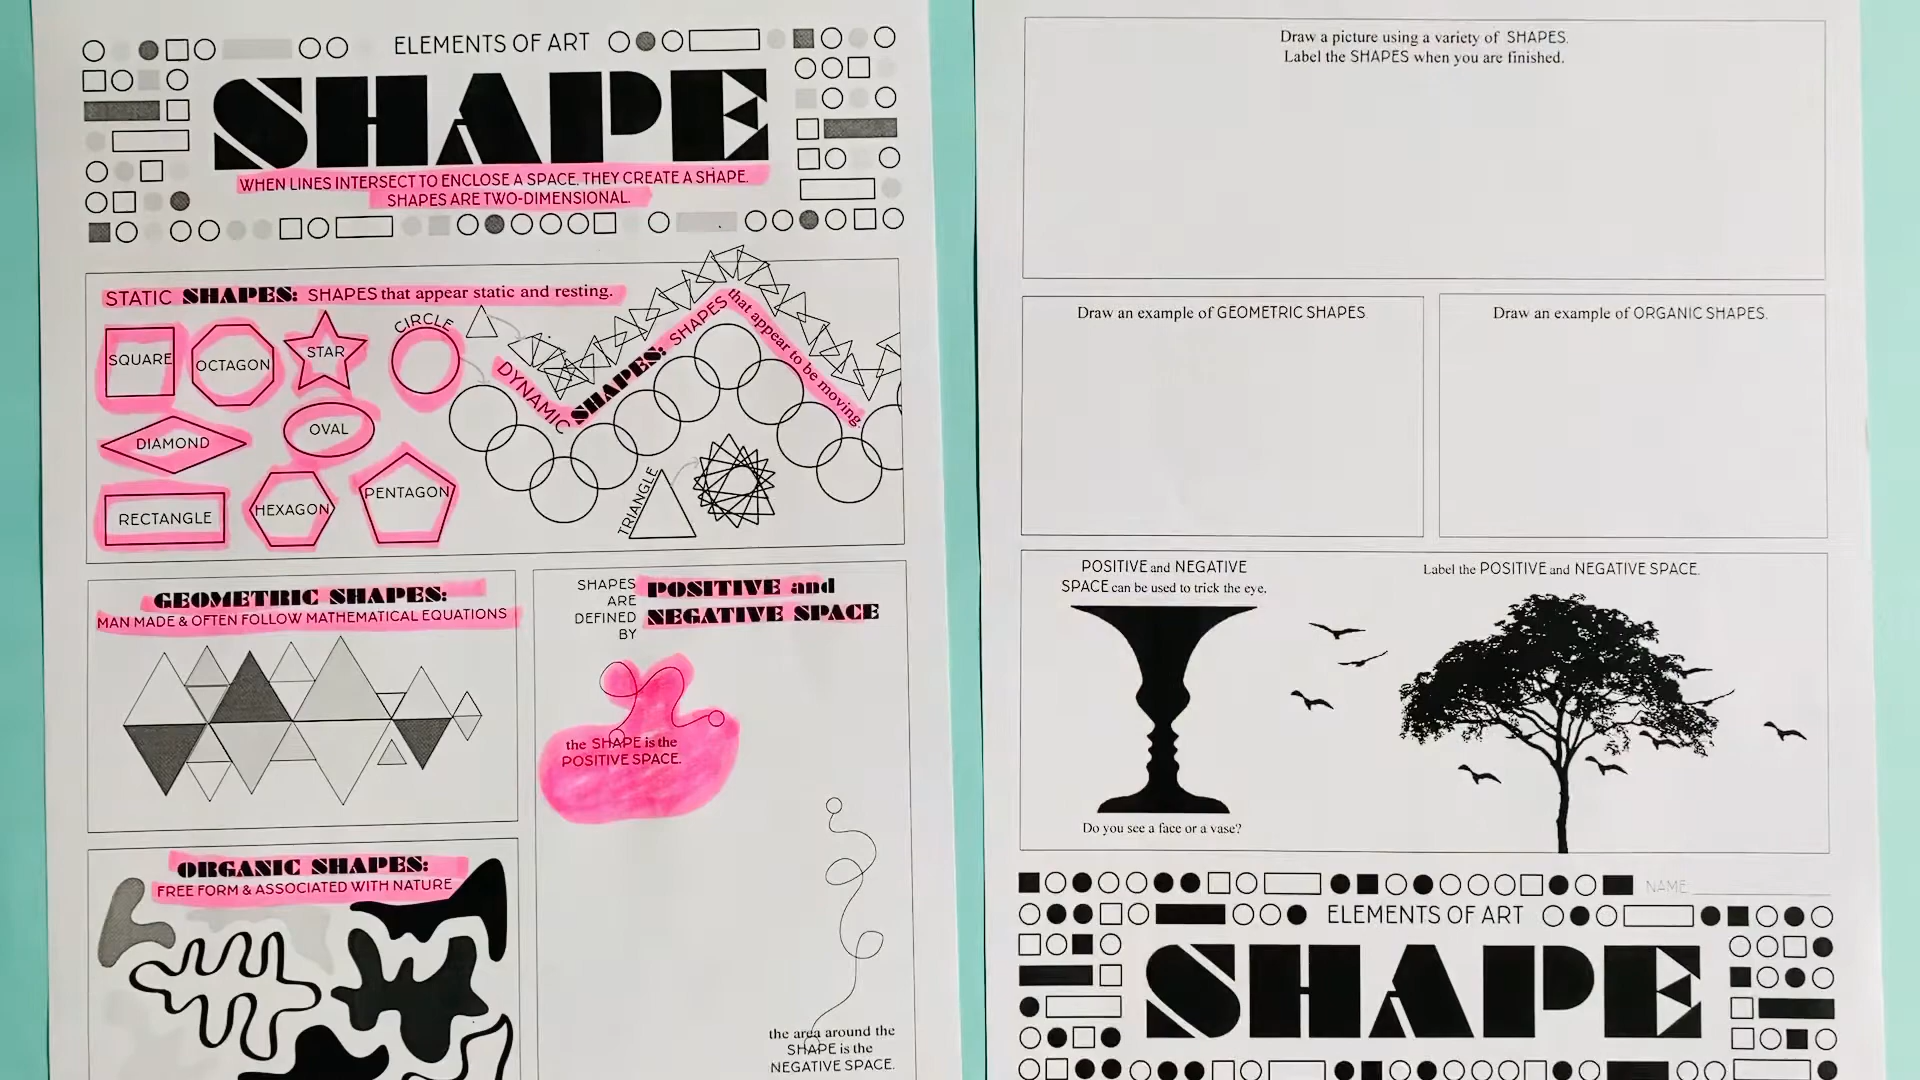 ELEMENTS OF ART
SHAPE
WHEN LINES INTERSECT TO ENCLOSE A SPACE, THEY CREATE A SHAPE.
SHAPES ARE TWO-DIMENSIONAL.
STATIC SHAPES: SHAPES that appear static and resting.
SQUARE
OCTAGON
STAR
CIRCLE
DIAMOND
OVAL
RECTANGLE
HEXAGON
PENTAGON
DYNAMIC SHAPES: SHAPES that appear to be moving.
TRIANGLE
GEOMETRIC SHAPES:
MAN MADE & OFTEN FOLLOW MATHEMATICAL EQUATIONS
ORGANIC SHAPES:
FREE FORM & ASSOCIATED WITH NATURE
SHAPES
ARE
DEFINED
BY
POSITIVE and
NEGATIVE SPACE
the SHAPE is the
POSITIVE SPACE.
the area around the
SHAPE is the
NEGATIVE SPACE.
Draw a picture using a variety of SHAPES.
Label the SHAPES when you are finished.
Draw an example of GEOMETRIC SHAPES
Draw an example of ORGANIC SHAPES.
POSITIVE and NEGATIVE
SPACE can be used to trick the eye.
Do you see a face or a vase?
Label the POSITIVE and NEGATIVE SPACE.
NAME
ELEMENTS OF ART
SHAPE